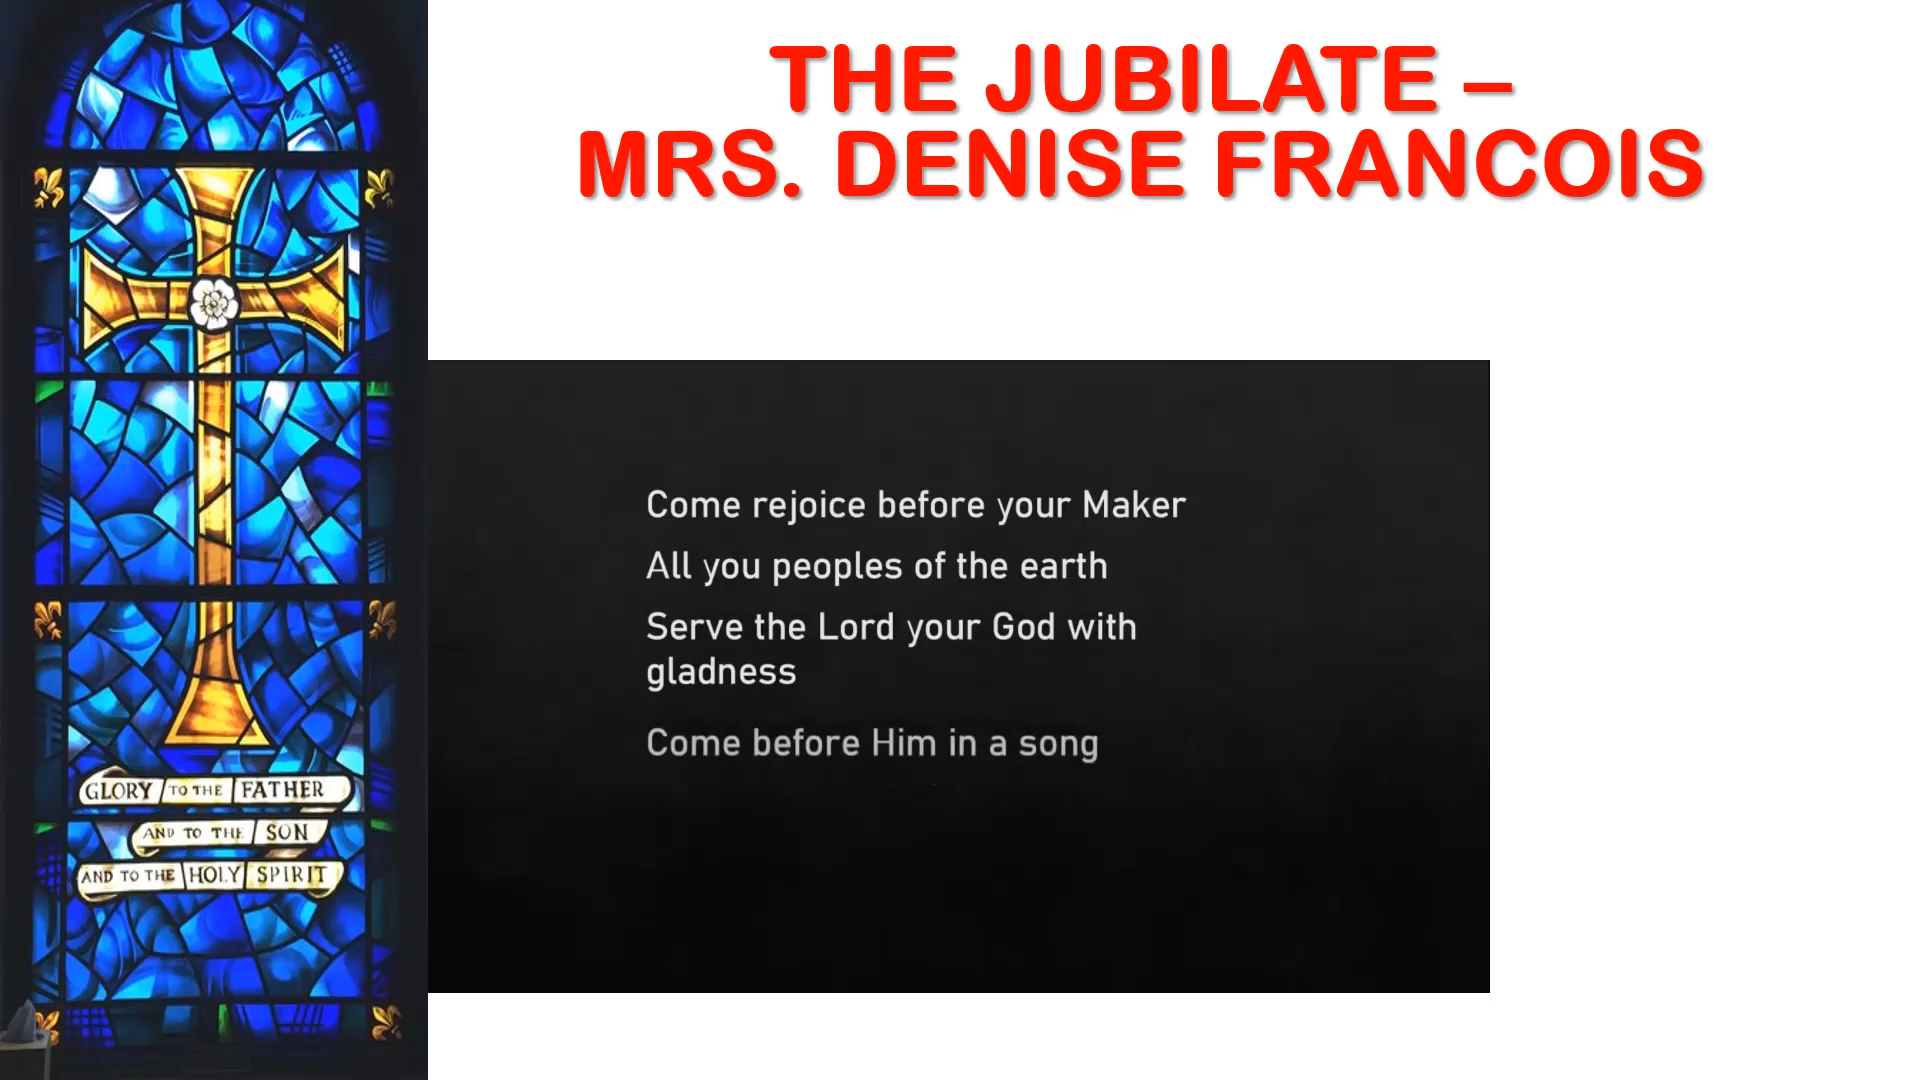 THE JUBILATE –
MRS. DENISE FRANCOIS
Come rejoice before your Maker
All you peoples of the earth
Serve the Lord your God with
gladness
Come before Him in a song
GLORY TO THE FATHER
AND TO THE SON
AND TO THE HOLY SPIRIT